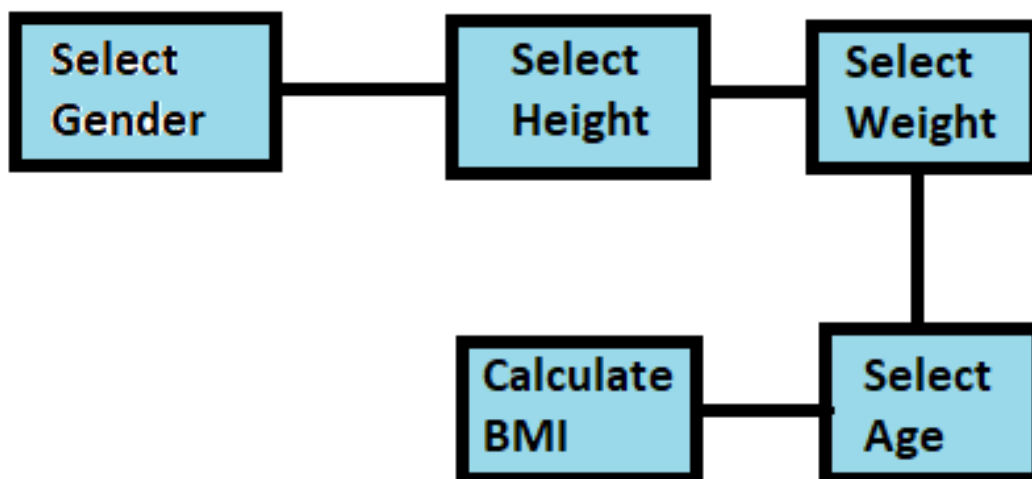 Select
Gender
Select
Height
Select
Weight
Select
Age
Calculate
BMI